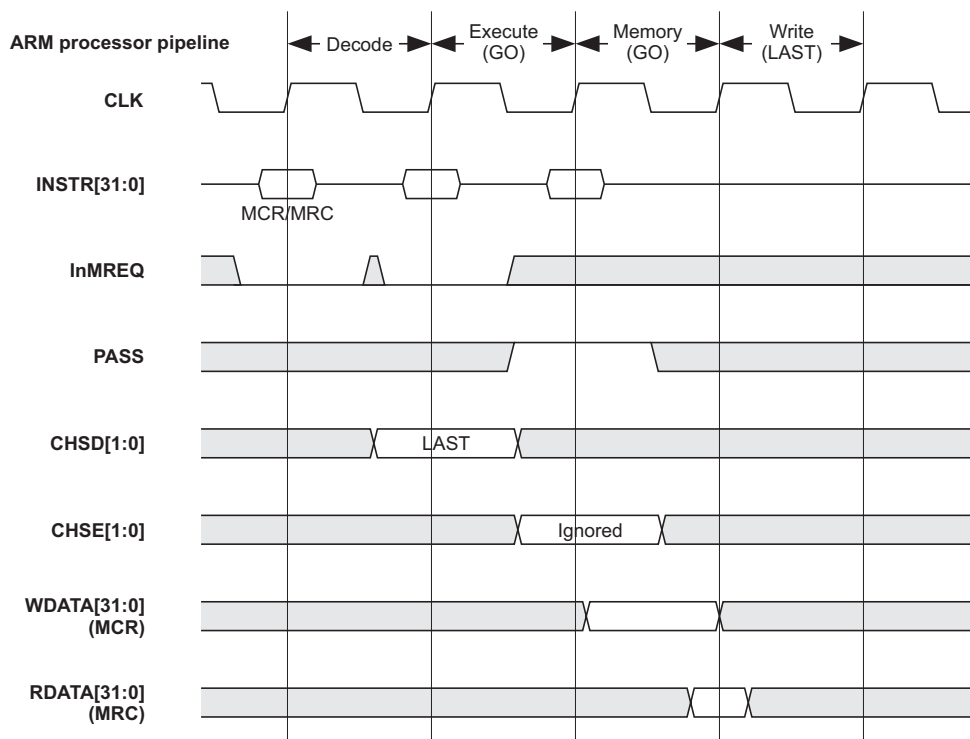 ARM processor pipeline
Decode
Execute
(GO)
Memory
(GO)
Write
(LAST)
CLK
INSTR[31:0]
MCR/MRC
InMREQ
PASS
CHSD[1:0]
LAST
CHSE[1:0]
Ignored
WDATA[31:0]
(MCR)
RDATA[31:0]
(MRC)